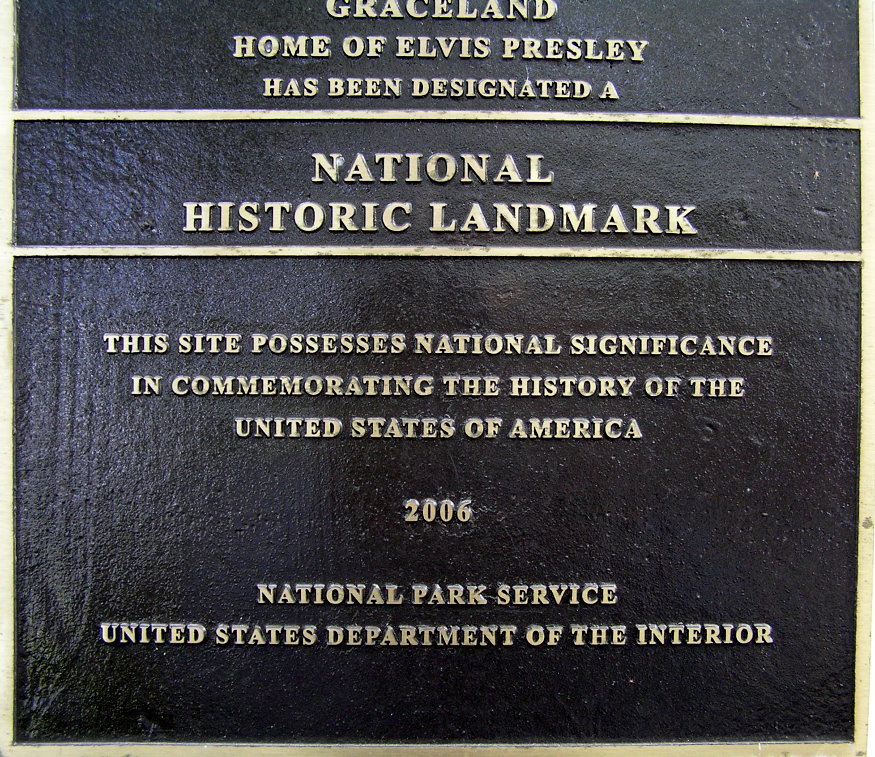 GRACELAND
HOME OF ELVIS PRESLEY
HAS BEEN DESIGNATED A
NATIONAL
HISTORIC LANDMARK
THIS SITE POSSESSES NATIONAL SIGNIFICANCE
IN COMMEMORATING THE HISTORY OF THE
UNITED STATES OF AMERICA
2006
NATIONAL PARK SERVICE
UNITED STATES DEPARTMENT OF THE INTERIOR